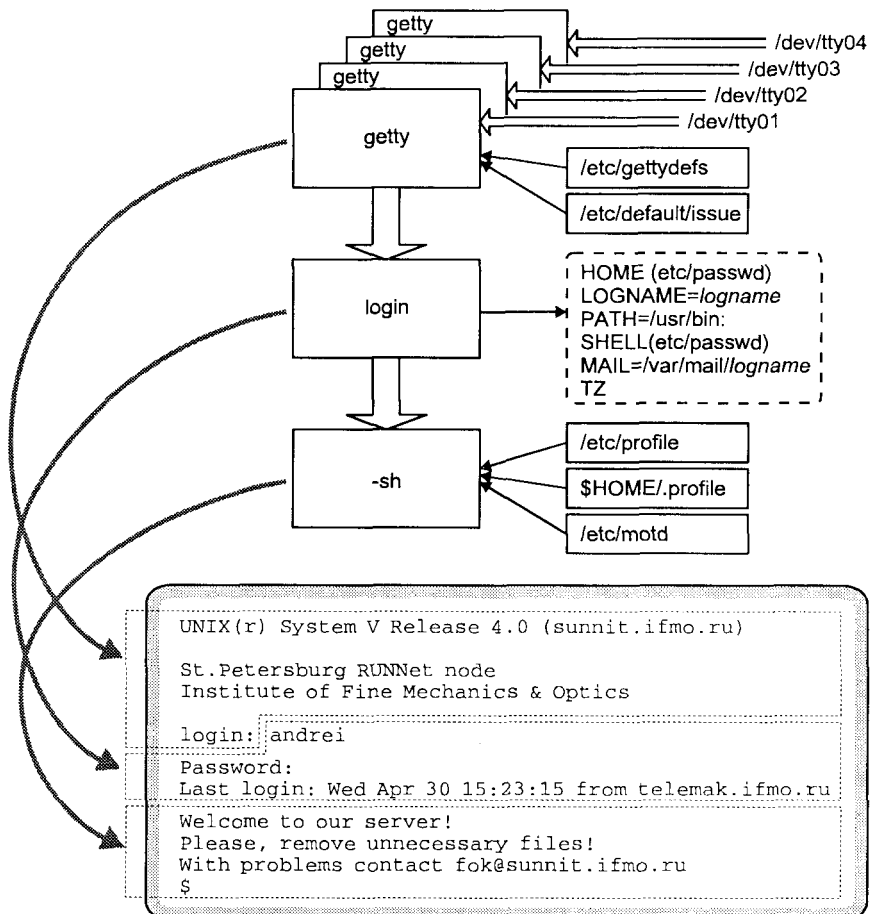 getty
/dev/tty04
getty
/dev/tty03
getty
/dev/tty02
/dev/tty01
getty
/etc/gettydefs
/etc/default/issue
login
HOME (etc/passwd)
LOGNAME=logname
PATH=/usr/bin:
SHELL(etc/passwd)
MAIL=/var/mail/logname
TZ
-sh
/etc/profile
$HOME/.profile
/etc/motd
UNIX(r) System V Release 4.0 (sunnit.ifmo.ru)
St.Petersburg RUNNet node
Institute of Fine Mechanics & Optics
login: andrei
Password:
Last login: Wed Apr 30 15:23:15 from telemak.ifmo.ru
Welcome to our server!
Please, remove unnecessary files!
With problems contact fok@sunnit.ifmo.ru
$